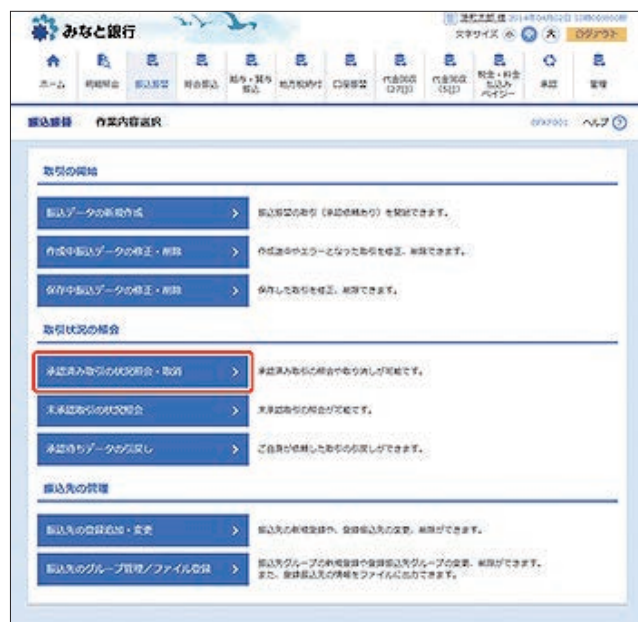 みなと銀行
文字サイズ 小 中 大 ログアウト
ホーム 明細照会 振込振替 総合振込 給与・賞与振込 地方税納付 口座振替 代金回収 代金回収 税金・料金払込みペイジー 承認 管理
振込振替 作業内容選択 ヘルプ
取引の開始
振込データの新規作成 振込振替の取引（承認依頼あり）を開始できます。
作成中振込データの修正・削除 作成途中やエラーとなった取引を修正、削除できます。
保存中振込データの修正・削除 保存した取引を修正、削除できます。
取引状況の照会
承認済み取引の状況照会・取消 承認済み取引の照会や取り消しが可能です。
未承認取引の状況照会 未承認取引の照会が可能です。
承認待ちデータの引戻し ご自身が依頼した取引の引戻しができます。
振込先の管理
振込先の登録追加・変更 振込先の新規登録や、登録振込先の変更、削除ができます。
振込先のグループ管理／ファイル登録 振込先グループの新規登録や登録振込先グループの変更、削除ができます。
また、登録振込先の情報をファイルに出力できます。